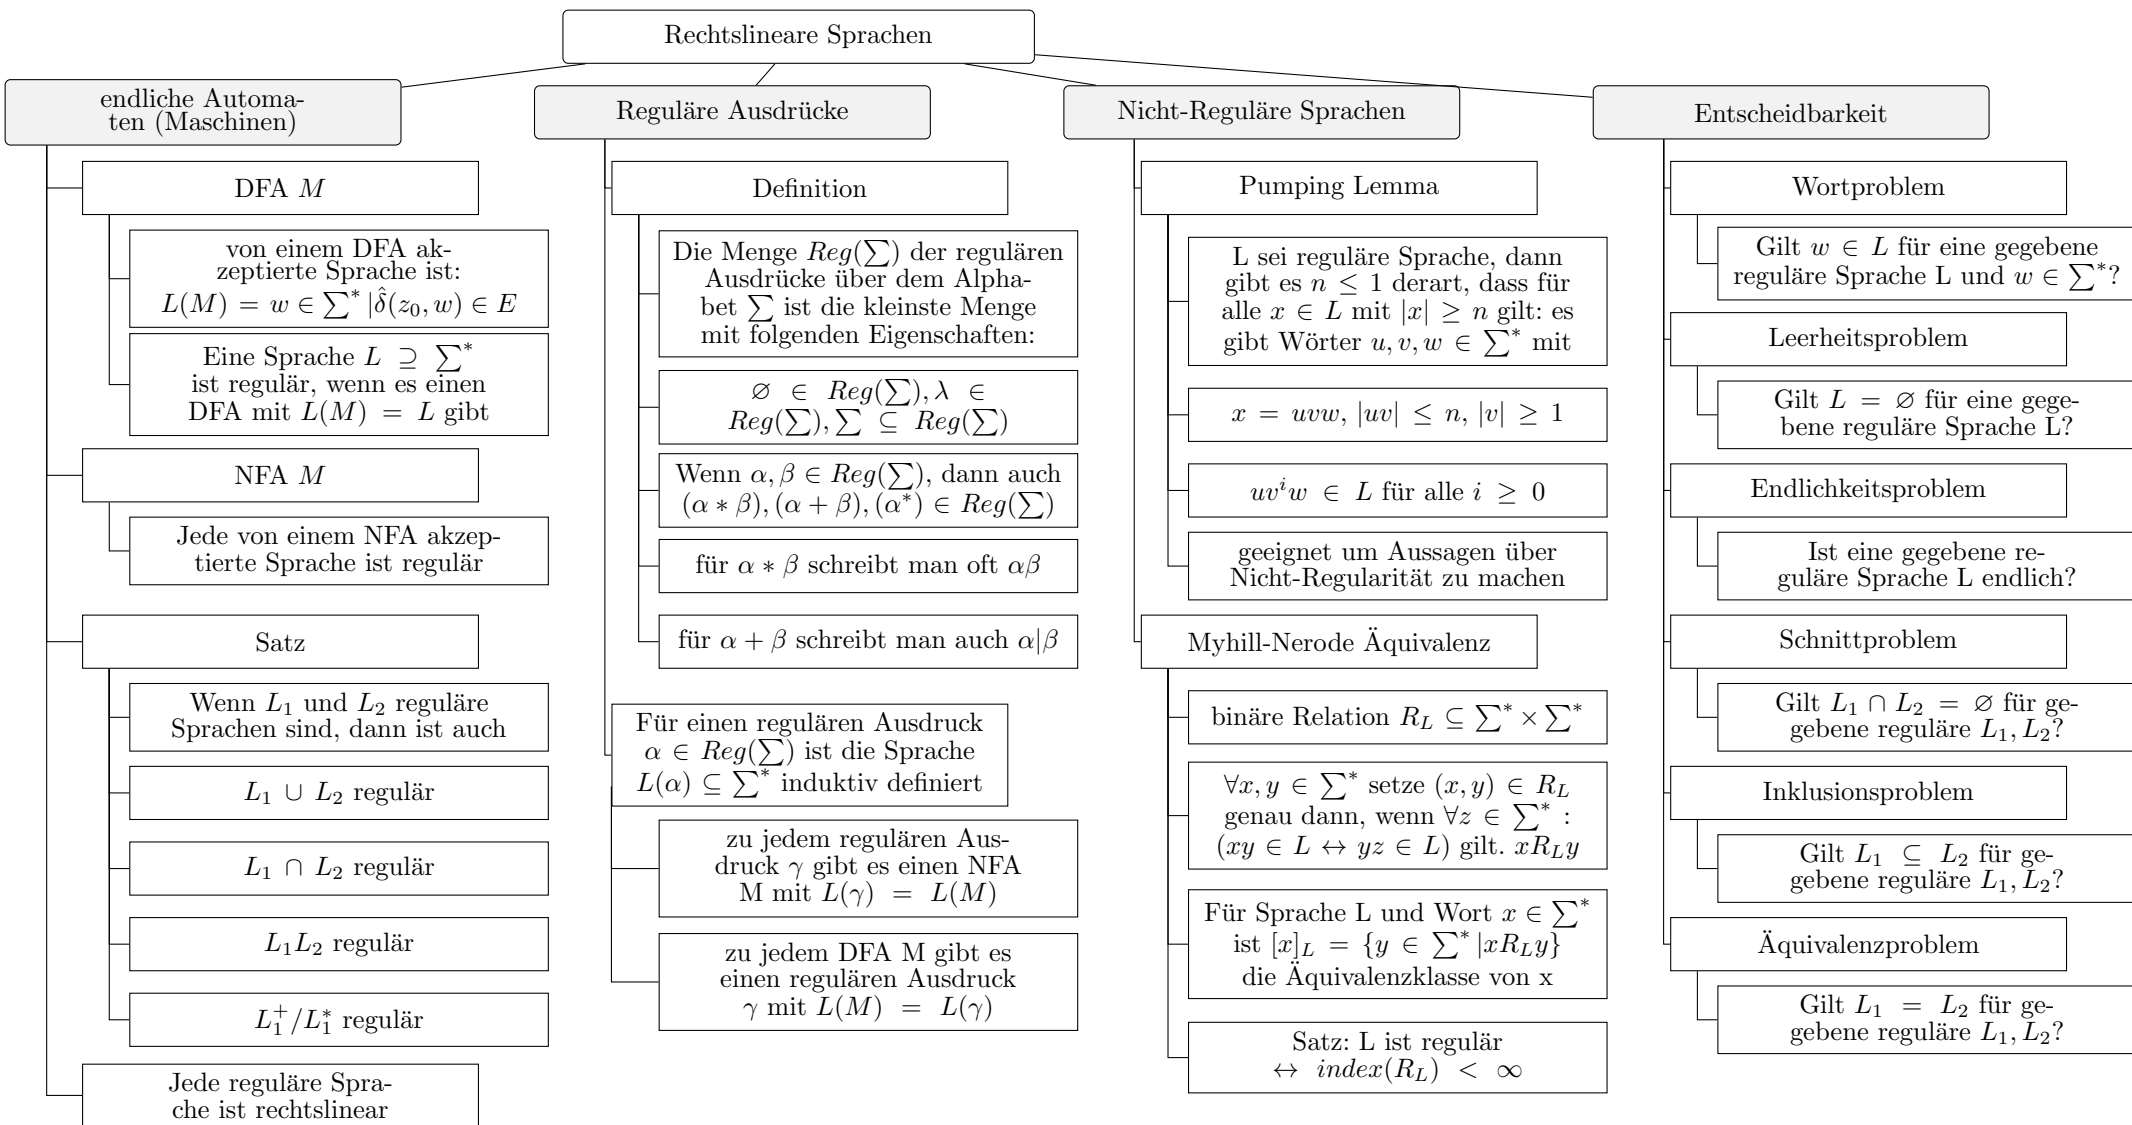 Rechtslineare Sprachen
endliche Automa-
ten (Maschinen)
DFA M
von einem DFA ak-
zeptierte Sprache ist:
L(M) = w ∈ ∑* |δ̂(z₀, w) ∈ E
Eine Sprache L ⊇ ∑*
ist regulär, wenn es einen
DFA mit L(M) = L gibt
NFA M
Jede von einem NFA akzep-
tierte Sprache ist regulär
Satz
Wenn L₁ und L₂ reguläre
Sprachen sind, dann ist auch
L₁ ∪ L₂ regulär
L₁ ∩ L₂ regulär
L₁L₂ regulär
L₁⁺/L₁* regulär
Jede reguläre Spra-
che ist rechtslinear
Reguläre Ausdrücke
Definition
Die Menge Reg(∑) der regulären
Ausdrücke über dem Alpha-
bet ∑ ist die kleinste Menge
mit folgenden Eigenschaften:
∅ ∈ Reg(∑), λ ∈
Reg(∑), ∑ ⊆ Reg(∑)
Wenn α, β ∈ Reg(∑), dann auch
(α ∗ β), (α + β), (α*) ∈ Reg(∑)
für α ∗ β schreibt man oft αβ
für α + β schreibt man auch α|β
Für einen regulären Ausdruck
α ∈ Reg(∑) ist die Sprache
L(α) ⊆ ∑* induktiv definiert
zu jedem regulären Aus-
druck γ gibt es einen NFA
M mit L(γ) = L(M)
zu jedem DFA M gibt es
einen regulären Ausdruck
γ mit L(M) = L(γ)
Nicht-Reguläre Sprachen
Pumping Lemma
L sei reguläre Sprache, dann
gibt es n ≤ 1 derart, dass für
alle x ∈ L mit |x| ≥ n gilt: es
gibt Wörter u, v, w ∈ ∑* mit
x = uvw, |uv| ≤ n, |v| ≥ 1
uvⁱw ∈ L für alle i ≥ 0
geeignet um Aussagen über
Nicht-Regularität zu machen
Myhill-Nerode Äquivalenz
binäre Relation R_L ⊆ ∑* × ∑*
∀x, y ∈ ∑* setze (x, y) ∈ R_L
genau dann, wenn ∀z ∈ ∑* :
(xy ∈ L ↔ yz ∈ L) gilt. xR_Ly
Für Sprache L und Wort x ∈ ∑*
ist [x]_L = {y ∈ ∑* |xR_Ly}
die Äquivalenzklasse von x
Satz: L ist regulär
↔ index(R_L) < ∞
Entscheidbarkeit
Wortproblem
Gilt w ∈ L für eine gegebene
reguläre Sprache L und w ∈ ∑*?
Leerheitsproblem
Gilt L = ∅ für eine gege-
bene reguläre Sprache L?
Endlichkeitsproblem
Ist eine gegebene re-
guläre Sprache L endlich?
Schnittproblem
Gilt L₁ ∩ L₂ = ∅ für ge-
gebene reguläre L₁, L₂?
Inklusionsproblem
Gilt L₁ ⊆ L₂ für ge-
gebene reguläre L₁, L₂?
Äquivalenzproblem
Gilt L₁ = L₂ für ge-
gebene reguläre L₁, L₂?